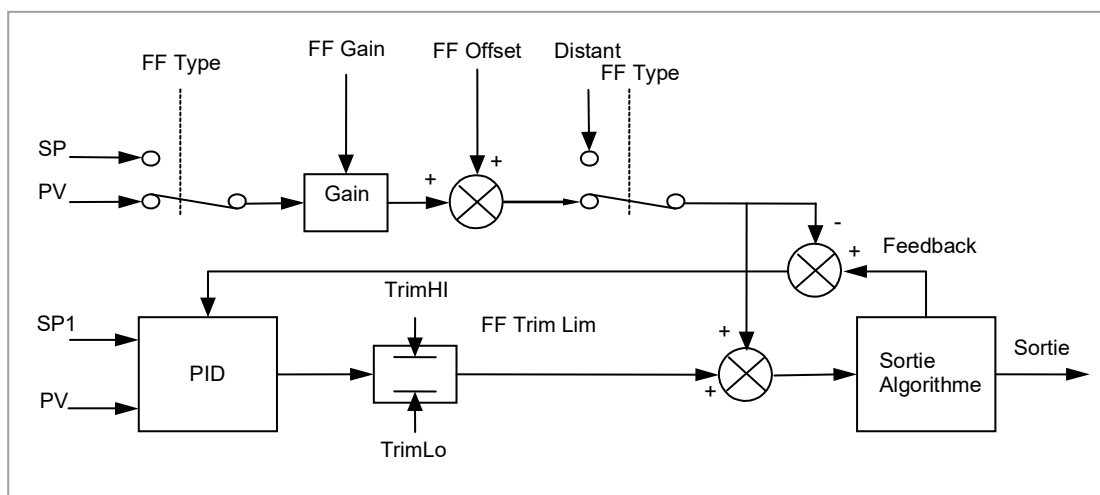 FF Gain
FF Offset
Distant
FF Type
FF Type
SP
PV
Gain
+
+
-
+
Feedback
TrimHI
SP1
FF Trim Lim
PID
+
+
Sortie
Algorithme
Sortie
PV
TrimLo